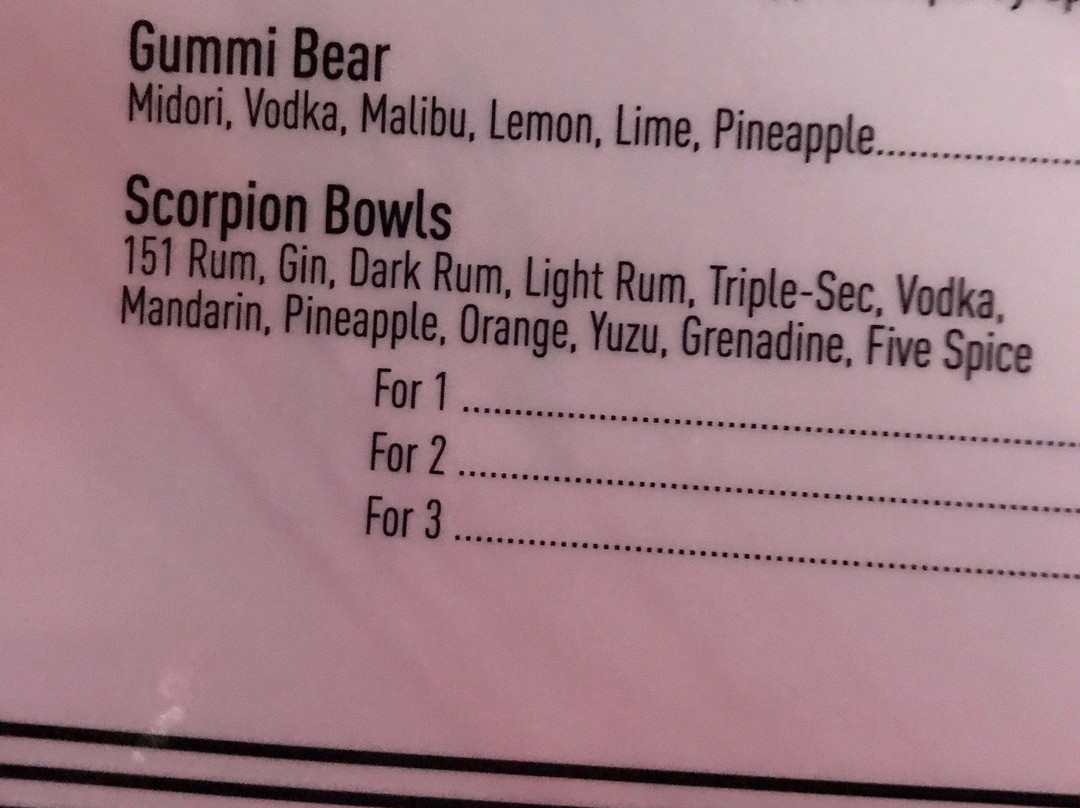 Gummi Bear
Midori, Vodka, Malibu, Lemon, Lime, Pineapple....................
Scorpion Bowls
151 Rum, Gin, Dark Rum, Light Rum, Triple-Sec, Vodka,
Mandarin, Pineapple, Orange, Yuzu, Grenadine, Five Spice
For 1 ............................................................
For 2 ............................................................
For 3 ............................................................